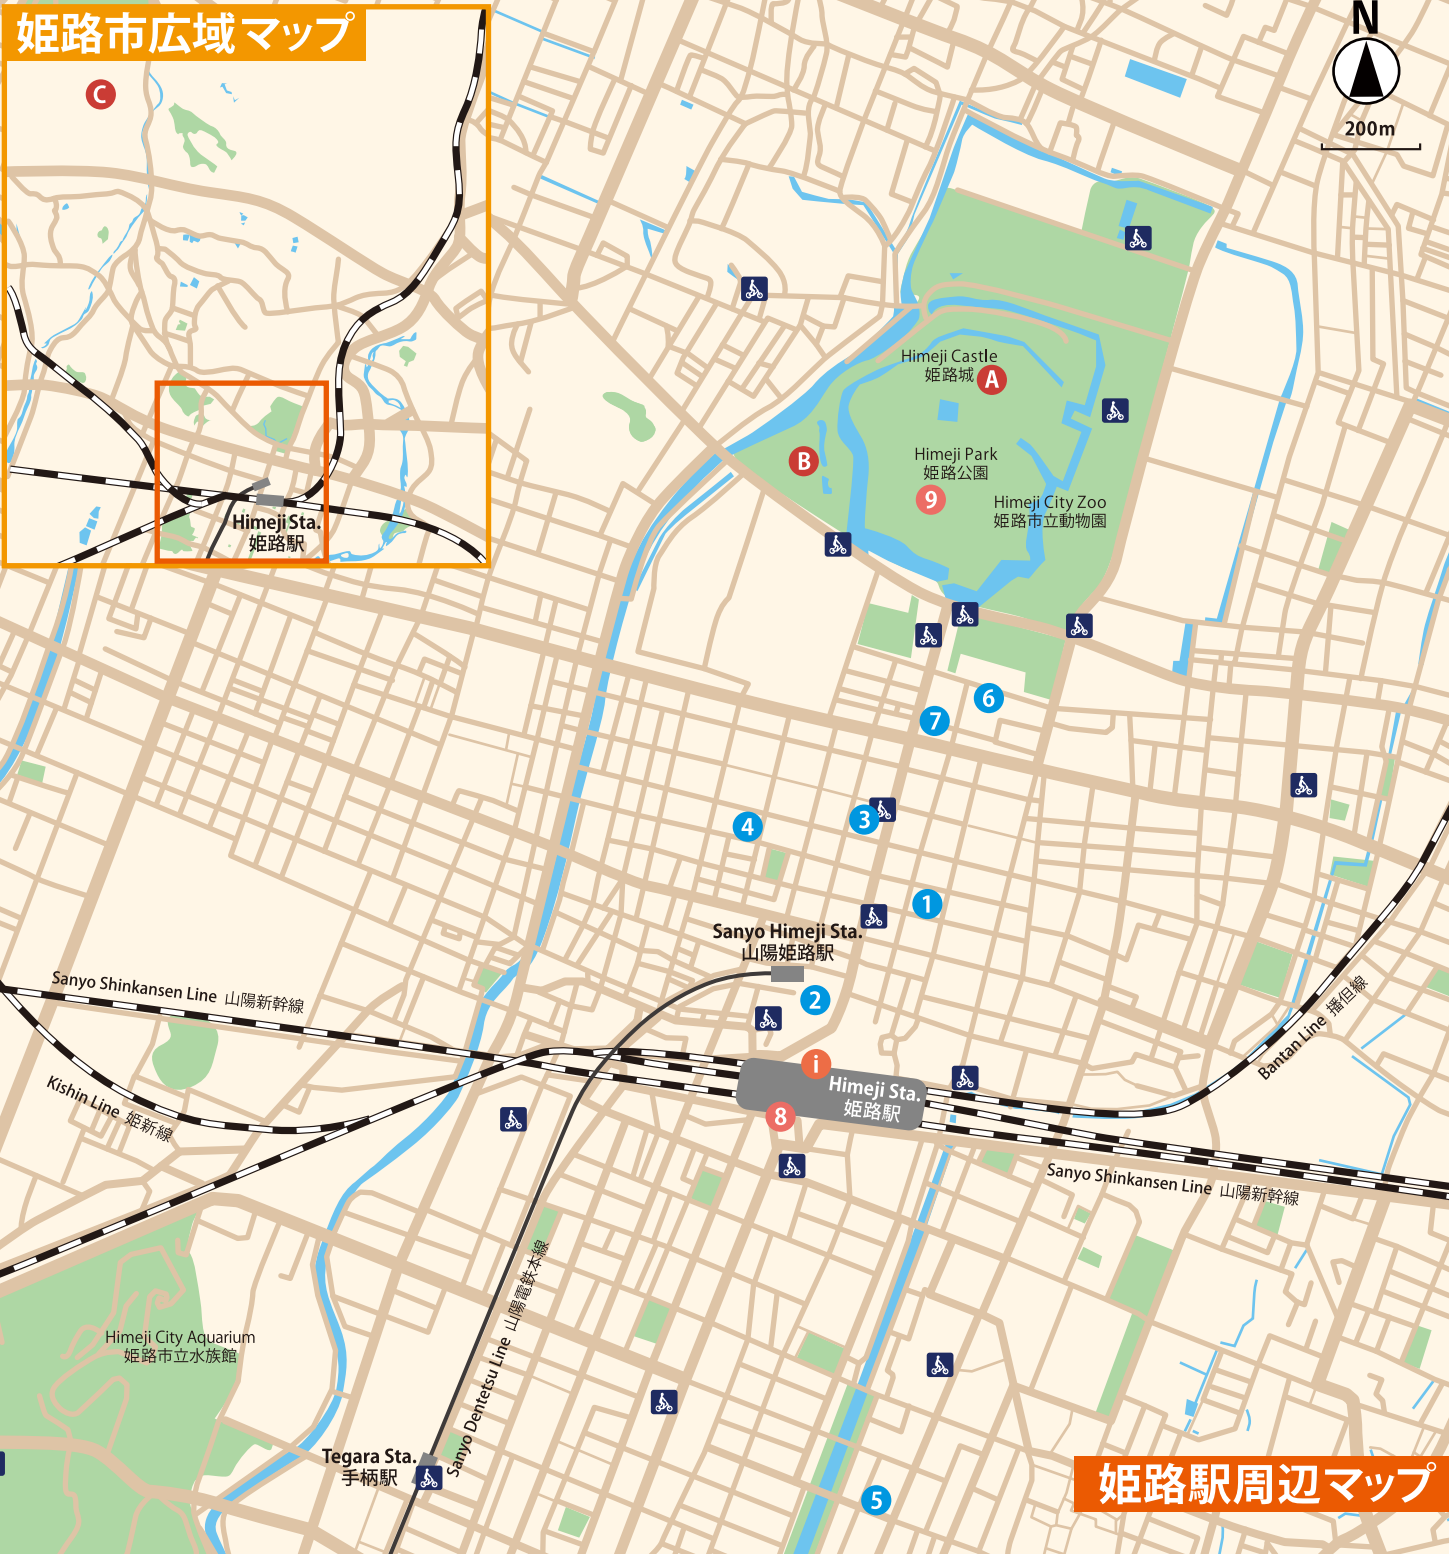 姫路市広域マップ
C
Himeji Sta.
姫路駅
N
200m
Himeji Castle
姫路城
A
B
Himeji Park
姫路公園
9
Himeji City Zoo
姫路市立動物園
6
7
3
4
1
Sanyo Himeji Sta.
山陽姫路駅
2
Sanyo Shinkansen Line 山陽新幹線
Kishin Line 姫新線
Bantan Line 播但線
i
Himeji Sta.
姫路駅
8
Sanyo Shinkansen Line 山陽新幹線
Sanyo Dentetsu Line 山陽電鉄本線
Himeji City Aquarium
姫路市立水族館
Tegara Sta.
手柄駅
5
姫路駅周辺マップ